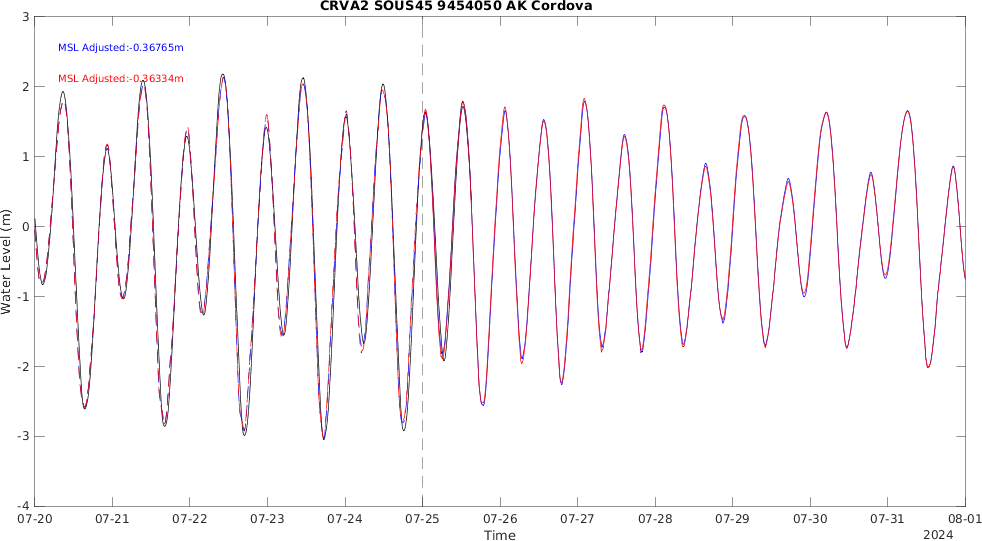 CRVA2 SOUS45 9454050 AK Cordova
MSL Adjusted:-0.36765m
MSL Adjusted:-0.36334m
Water Level (m)
3
2
1
0
-1
-2
-3
-4
07-20 07-21 07-22 07-23 07-24 07-25 07-26 07-27 07-28 07-29 07-30 07-31 08-01
Time
2024